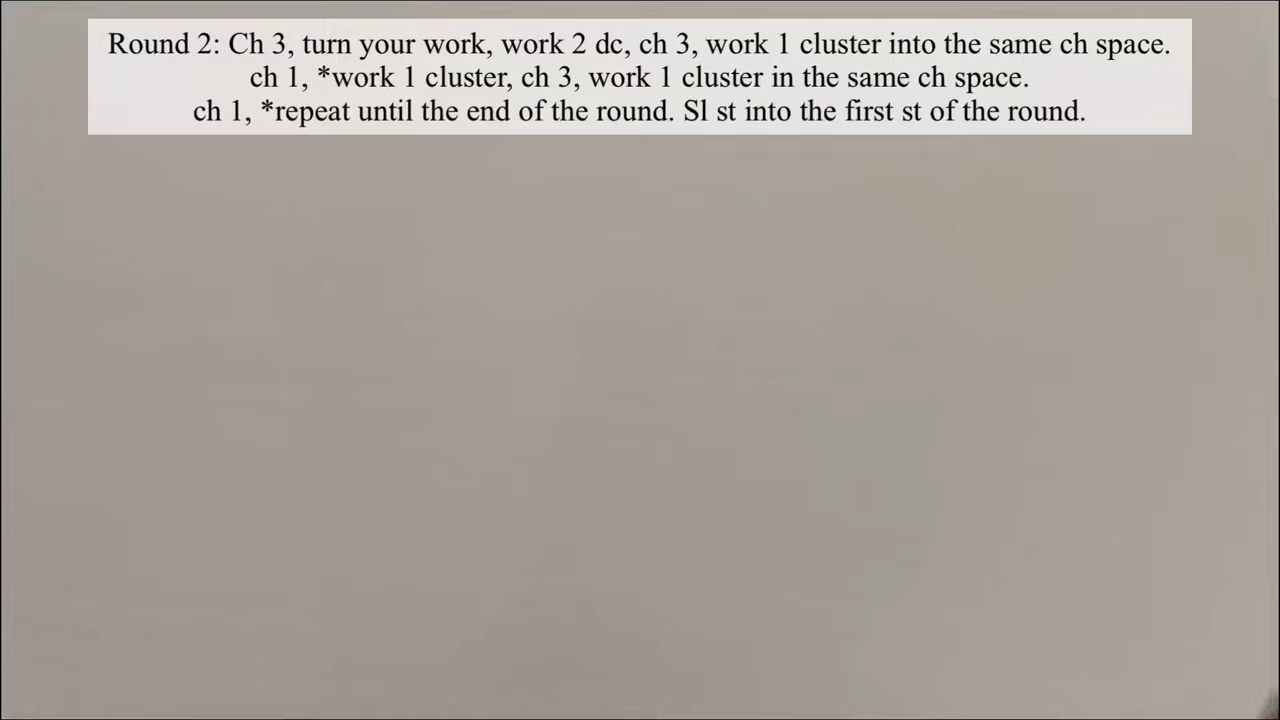 Round 2: Ch 3, turn your work, work 2 dc, ch 3, work 1 cluster into the same ch space.
ch 1, *work 1 cluster, ch 3, work 1 cluster in the same ch space.
ch 1, *repeat until the end of the round. Sl st into the first st of the round.